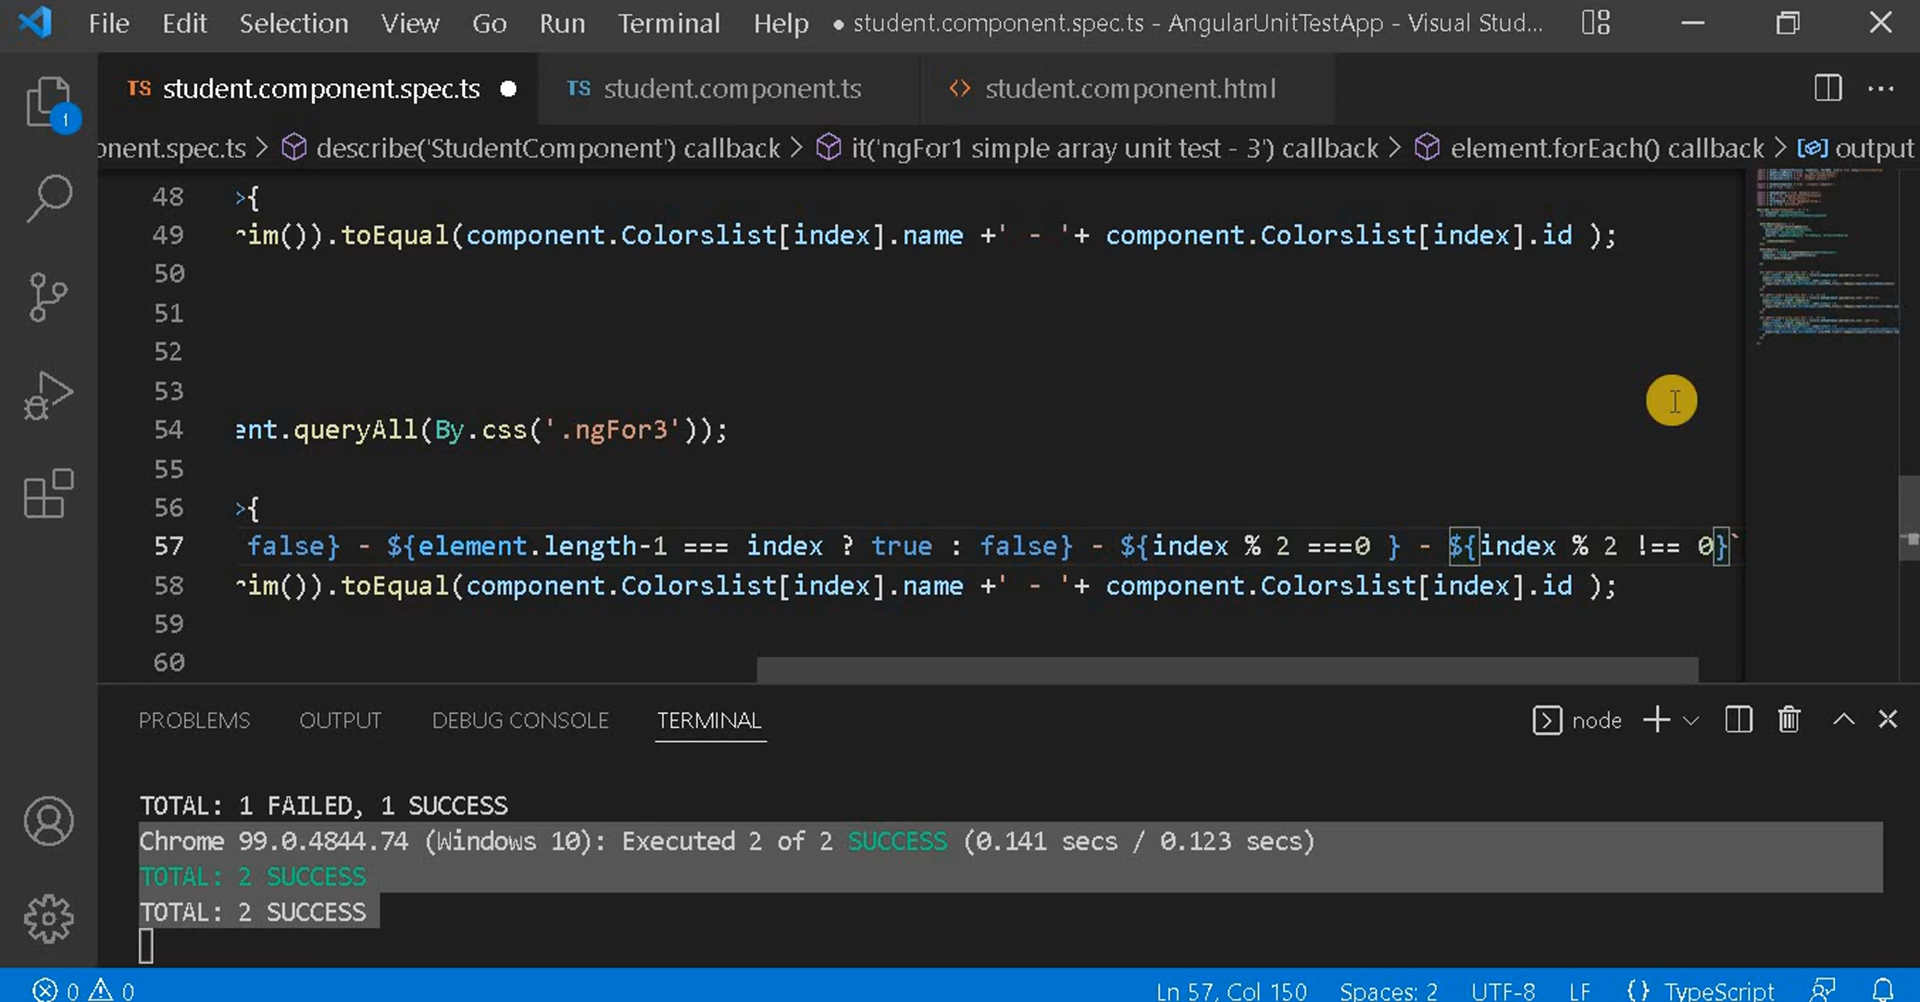 File Edit Selection View Go Run Terminal Help ● student.component.spec.ts - AngularUnitTestApp - Visual Stud...
TS student.component.spec.ts ● TS student.component.ts <> student.component.html ...
1
onent.spec.ts > describe('StudentComponent') callback > it('ngFor1 simple array unit test - 3') callback > element.forEach() callback > output
48 >{
49 rim()).toEqual(component.Colorslist[index].name +' - '+ component.Colorslist[index].id );
50
51
52
53
54 ent.queryAll(By.css('.ngFor3'));
55
56 >{
57 false} - ${element.length-1 === index ? true : false} - ${index % 2 ===0 } - ${index % 2 !== 0}`
58 rim()).toEqual(component.Colorslist[index].name +' - '+ component.Colorslist[index].id );
59
60
PROBLEMS OUTPUT DEBUG CONSOLE TERMINAL node
TOTAL: 1 FAILED, 1 SUCCESS
Chrome 99.0.4844.74 (Windows 10): Executed 2 of 2 SUCCESS (0.141 secs / 0.123 secs)
TOTAL: 2 SUCCESS
TOTAL: 2 SUCCESS
0 0 Ln 57, Col 150 Spaces: 2 UTF-8 LF {} TypeScript